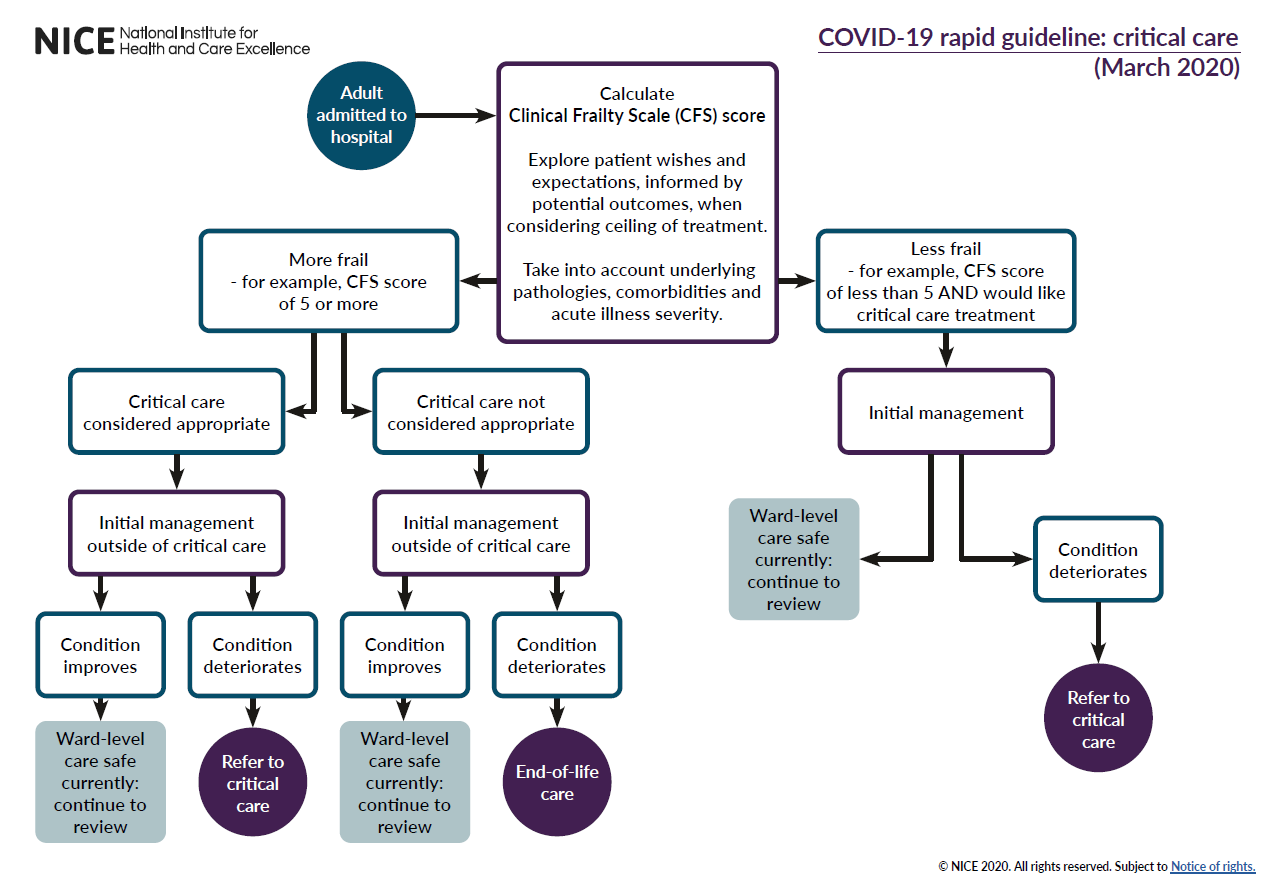 NICE National Institute for
Health and Care Excellence
COVID-19 rapid guideline: critical care
(March 2020)
Adult
admitted to
hospital
Calculate
Clinical Frailty Scale (CFS) score
Explore patient wishes and
expectations, informed by
potential outcomes, when
considering ceiling of treatment.
Take into account underlying
pathologies, comorbidities and
acute illness severity.
More frail
- for example, CFS score
of 5 or more
Less frail
- for example, CFS score
of less than 5 AND would like
critical care treatment
Critical care
considered appropriate
Critical care not
considered appropriate
Initial management
Initial management
outside of critical care
Initial management
outside of critical care
Ward-level
care safe
currently:
continue to
review
Condition
deteriorates
Condition
improves
Condition
deteriorates
Condition
improves
Condition
deteriorates
Refer to
critical
care
Ward-level
care safe
currently:
continue to
review
Refer to
critical
care
Ward-level
care safe
currently:
continue to
review
End-of-life
care
© NICE 2020. All rights reserved. Subject to Notice of rights.